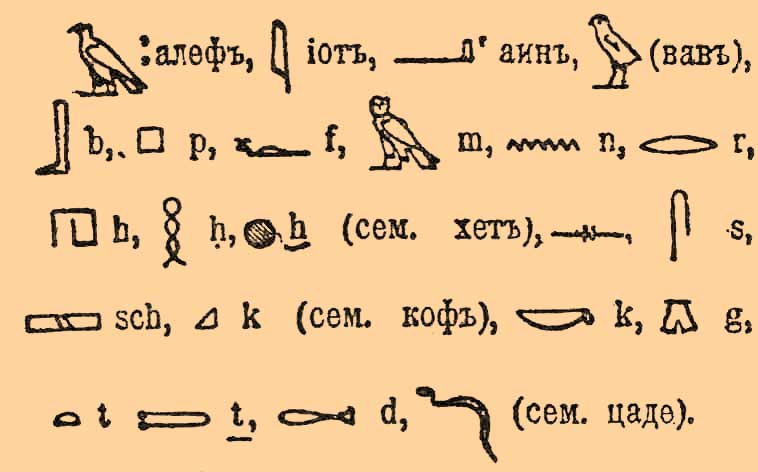 𓄿 : алефъ, 𓇋 іотъ, 𓂝 ʿ аинъ, 𓅱 (вавъ),
𓃀 b, 𓊪 p, 𓆑 f, 𓅓 m, 𓈖 n, 𓂋 r,
𓉔 h, 𓎛 ḥ, 𓐍 ẖ (сем. хетъ), 𓊃, 𓋴 s,
𓈙 sch, 𓈎 k (сем. кофъ), 𓎡 k, 𓎼 g,
𓏏 t 𓍿 ṯ, 𓂧 d, 𓆓 (сем. цаде).